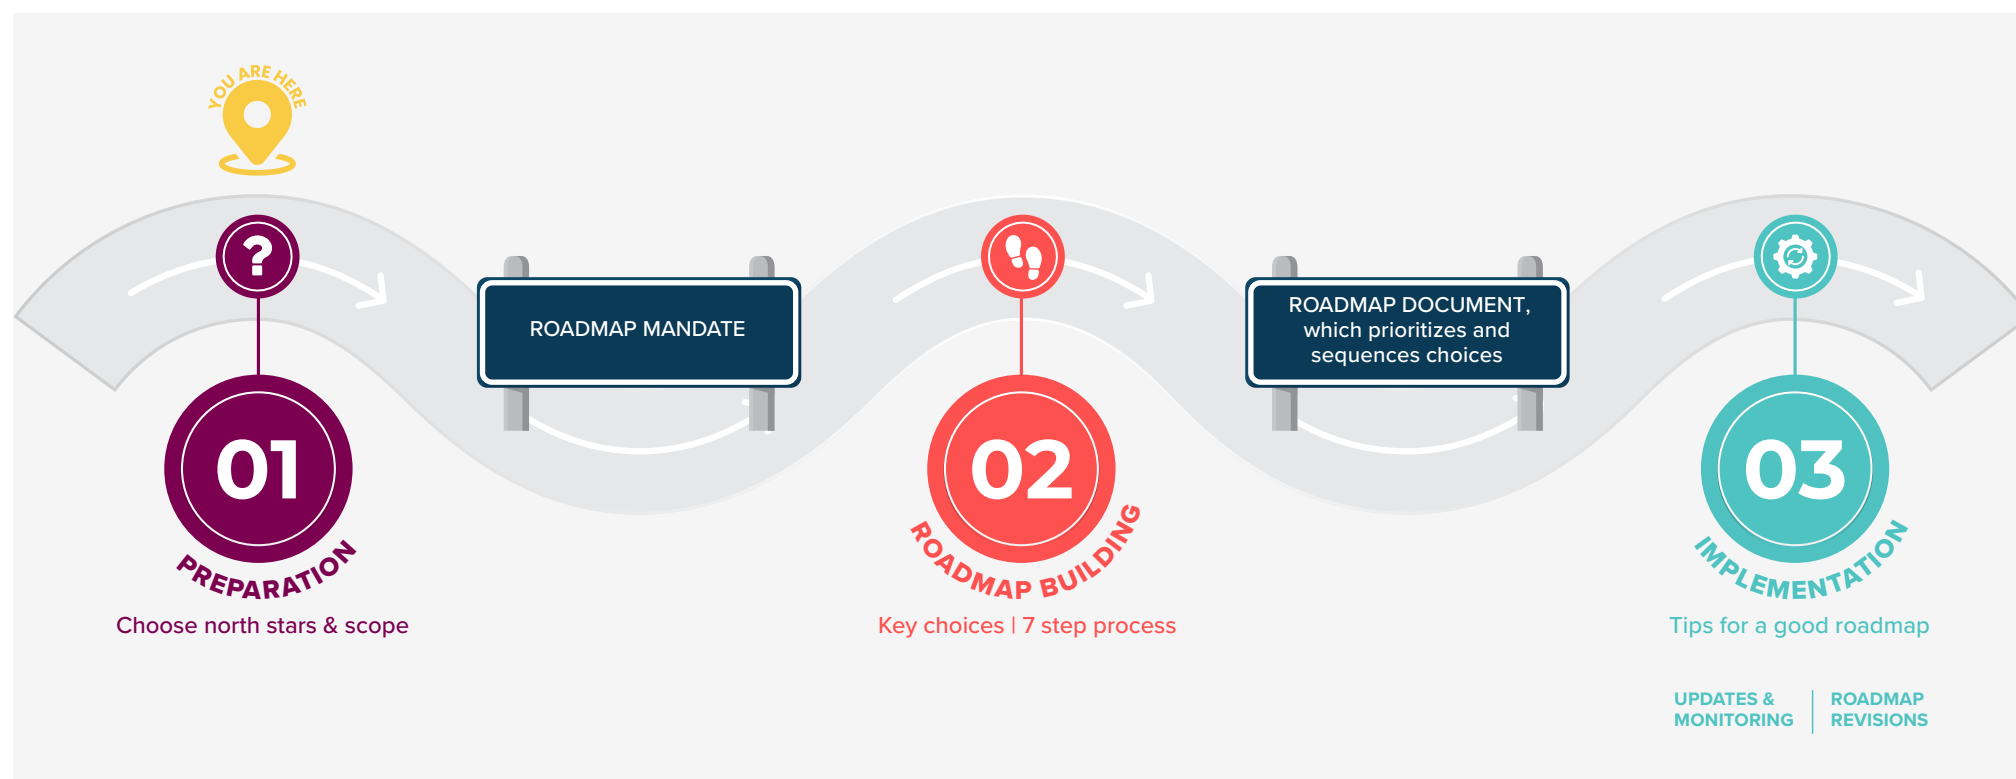 YOU ARE HERE
ROADMAP MANDATE
ROADMAP DOCUMENT,
which prioritizes and
sequences choices
01
PREPARATION
Choose north stars & scope
02
ROADMAP BUILDING
Key choices | 7 step process
03
IMPLEMENTATION
Tips for a good roadmap
UPDATES &
MONITORING
ROADMAP
REVISIONS